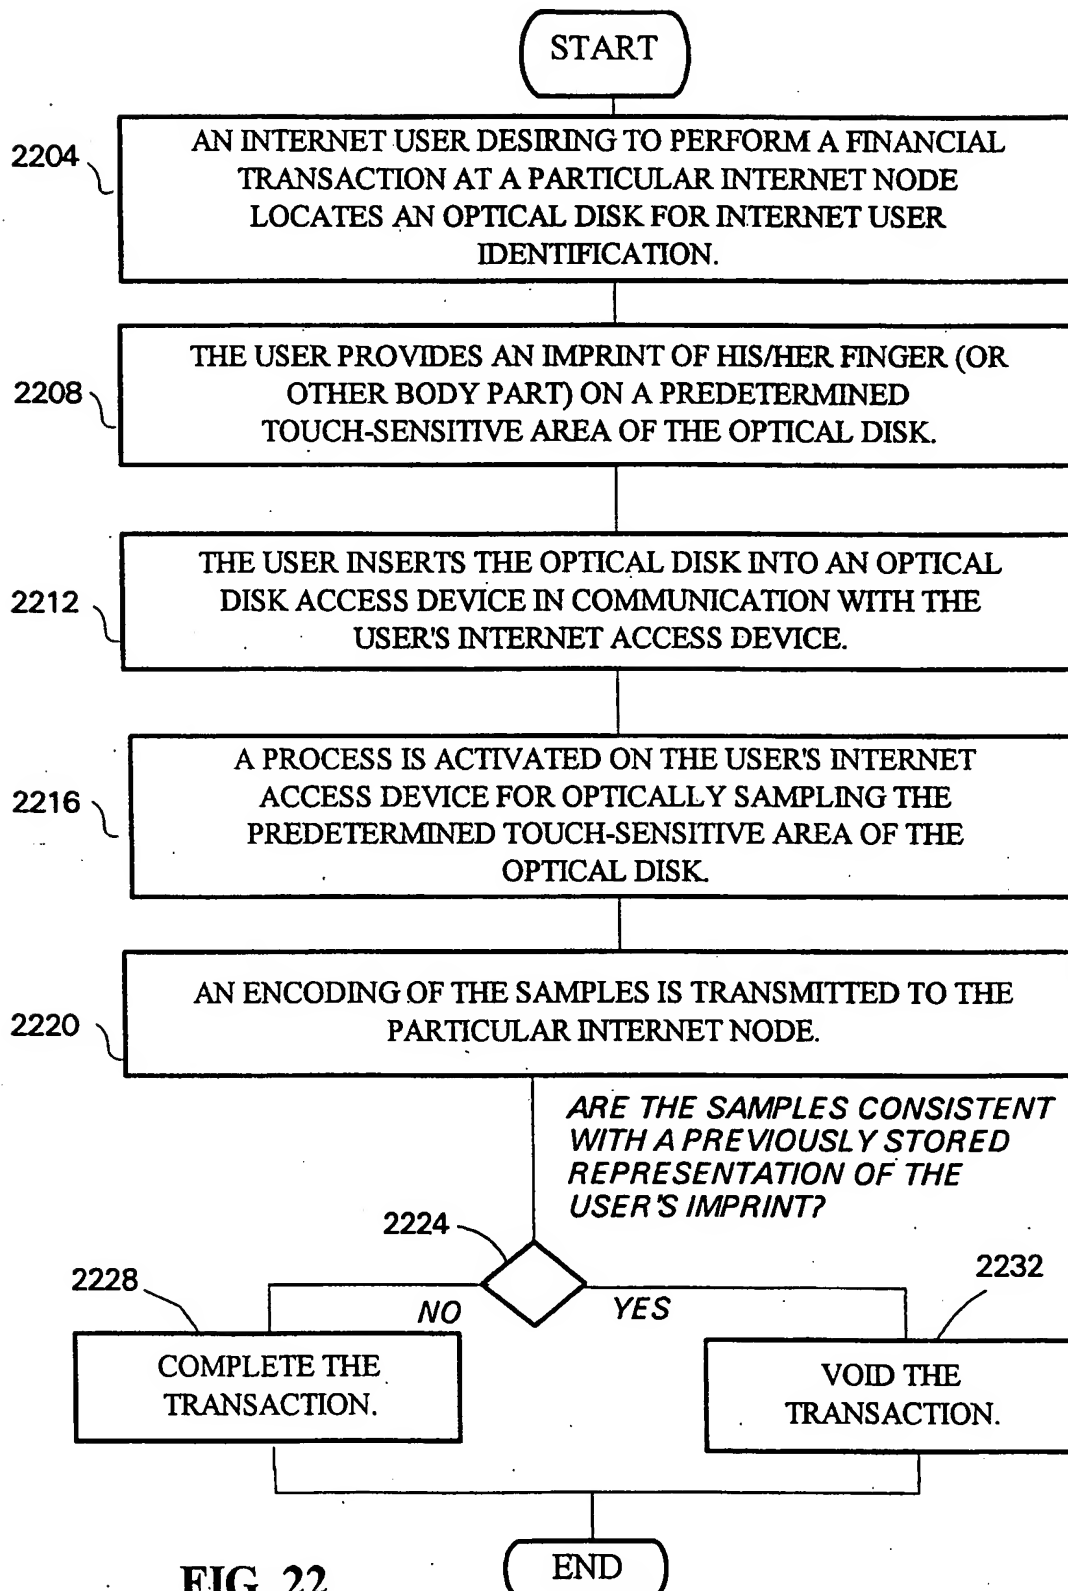 START
2204
AN INTERNET USER DESIRING TO PERFORM A FINANCIAL
TRANSACTION AT A PARTICULAR INTERNET NODE
LOCATES AN OPTICAL DISK FOR INTERNET USER
IDENTIFICATION.
2208
THE USER PROVIDES AN IMPRINT OF HIS/HER FINGER (OR
OTHER BODY PART) ON A PREDETERMINED
TOUCH-SENSITIVE AREA OF THE OPTICAL DISK.
2212
THE USER INSERTS THE OPTICAL DISK INTO AN OPTICAL
DISK ACCESS DEVICE IN COMMUNICATION WITH THE
USER'S INTERNET ACCESS DEVICE.
2216
A PROCESS IS ACTIVATED ON THE USER'S INTERNET
ACCESS DEVICE FOR OPTICALLY SAMPLING THE
PREDETERMINED TOUCH-SENSITIVE AREA OF THE
OPTICAL DISK.
2220
AN ENCODING OF THE SAMPLES IS TRANSMITTED TO THE
PARTICULAR INTERNET NODE.
ARE THE SAMPLES CONSISTENT
WITH A PREVIOUSLY STORED
REPRESENTATION OF THE
USER'S IMPRINT?
2224
2228
2232
NO
YES
COMPLETE THE
TRANSACTION.
VOID THE
TRANSACTION.
END
FIG. 22